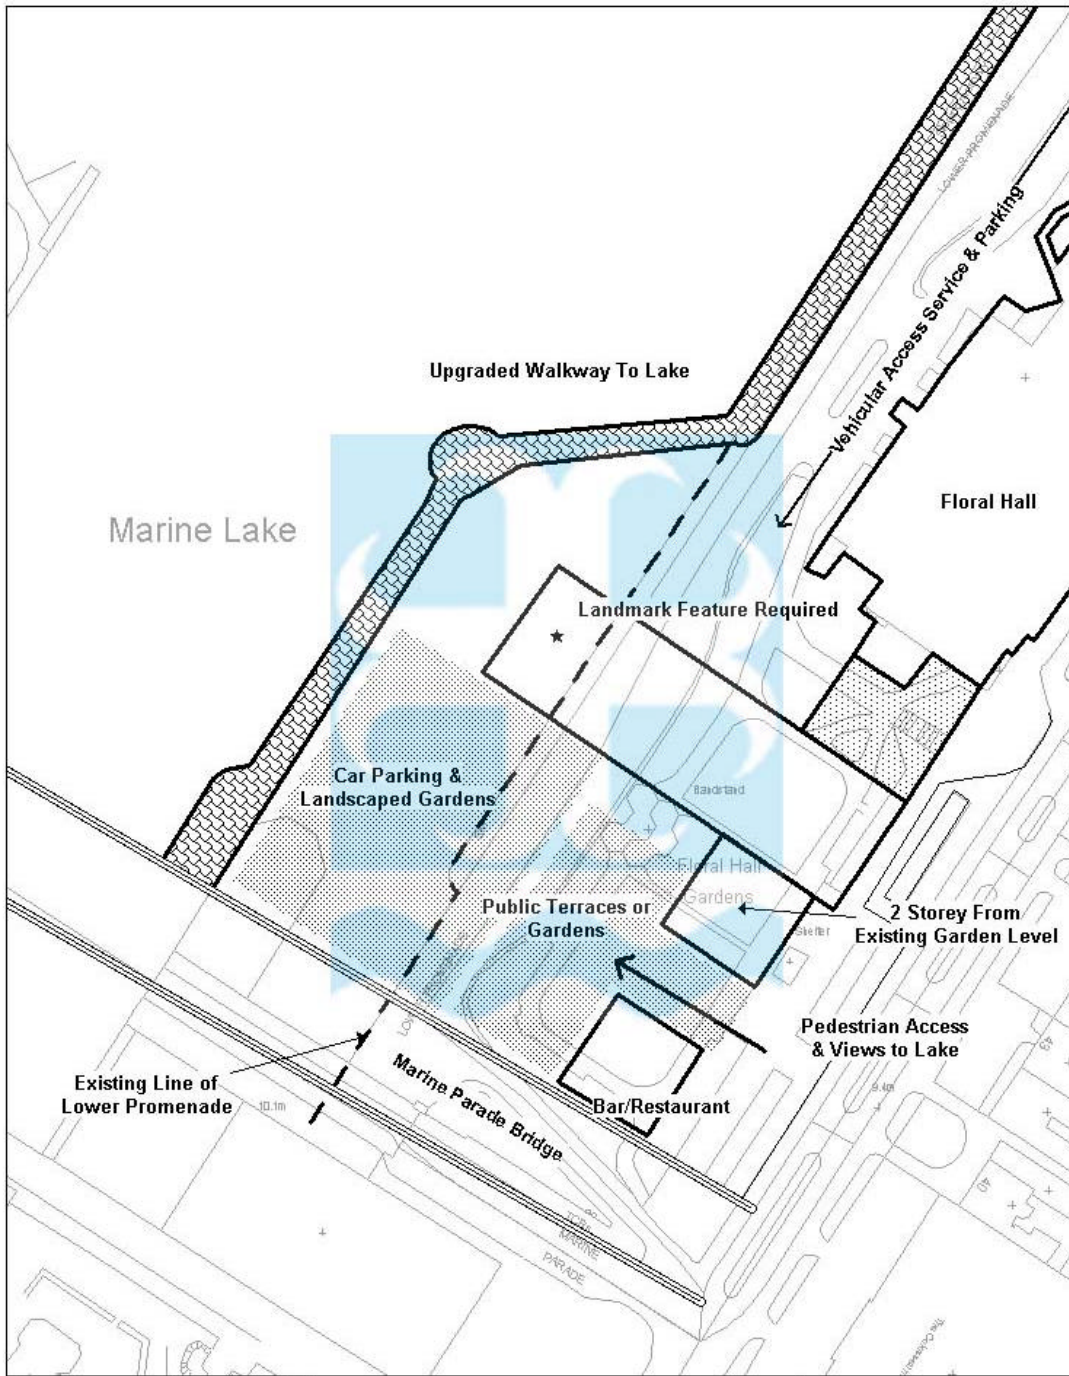 LOWER PROMENADE
Vehicular Access Service & Parking
Upgraded Walkway To Lake
Floral Hall
Marine Lake
Landmark Feature Required
Car Parking &
Landscaped Gardens
Bandstand
Floral Hall
Gardens
Public Terraces or
Gardens
2 Storey From
Existing Garden Level
Shelter
Pedestrian Access
& Views to Lake
49
9.4m
Existing Line of
Lower Promenade
10.1m
Marine Parade Bridge
Bar/Restaurant
40
TCBs
MARINE
PARADE